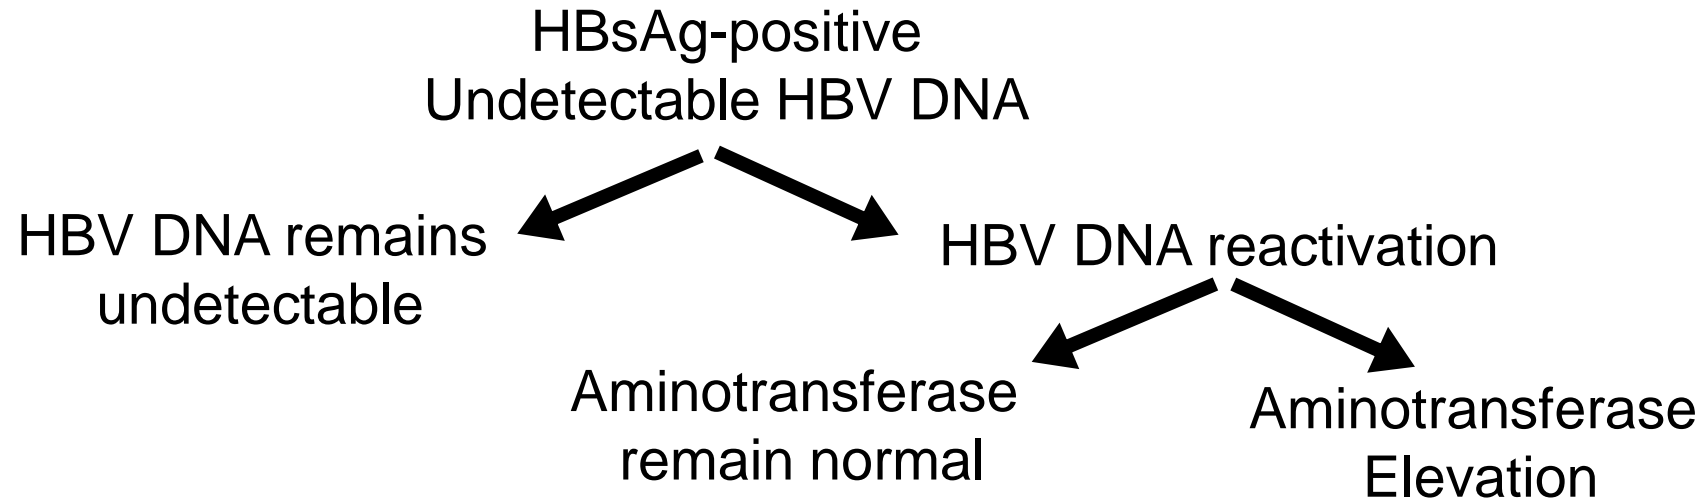 HBsAg-positive
Undetectable HBV DNA
HBV DNA remains
undetectable
HBV DNA reactivation
Aminotransferase
remain normal
Aminotransferase
Elevation